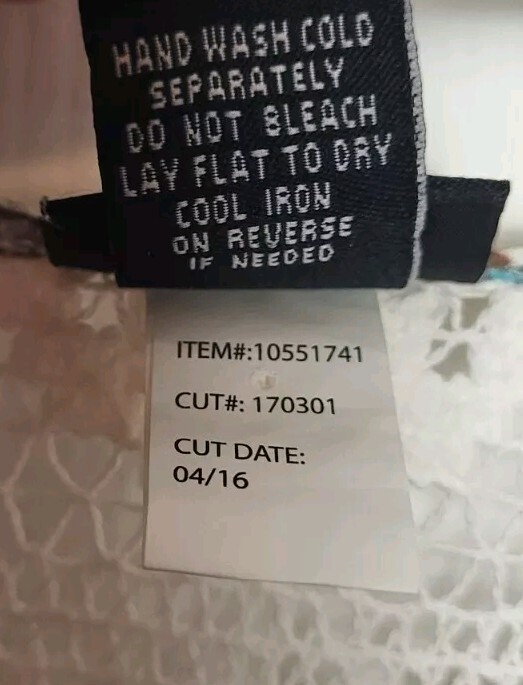 HAND WASH COLD
SEPARATELY
DO NOT BLEACH
LAY FLAT TO DRY
COOL IRON
ON REVERSE
IF NEEDED
ITEM#:10551741
CUT#: 170301
CUT DATE:
04/16